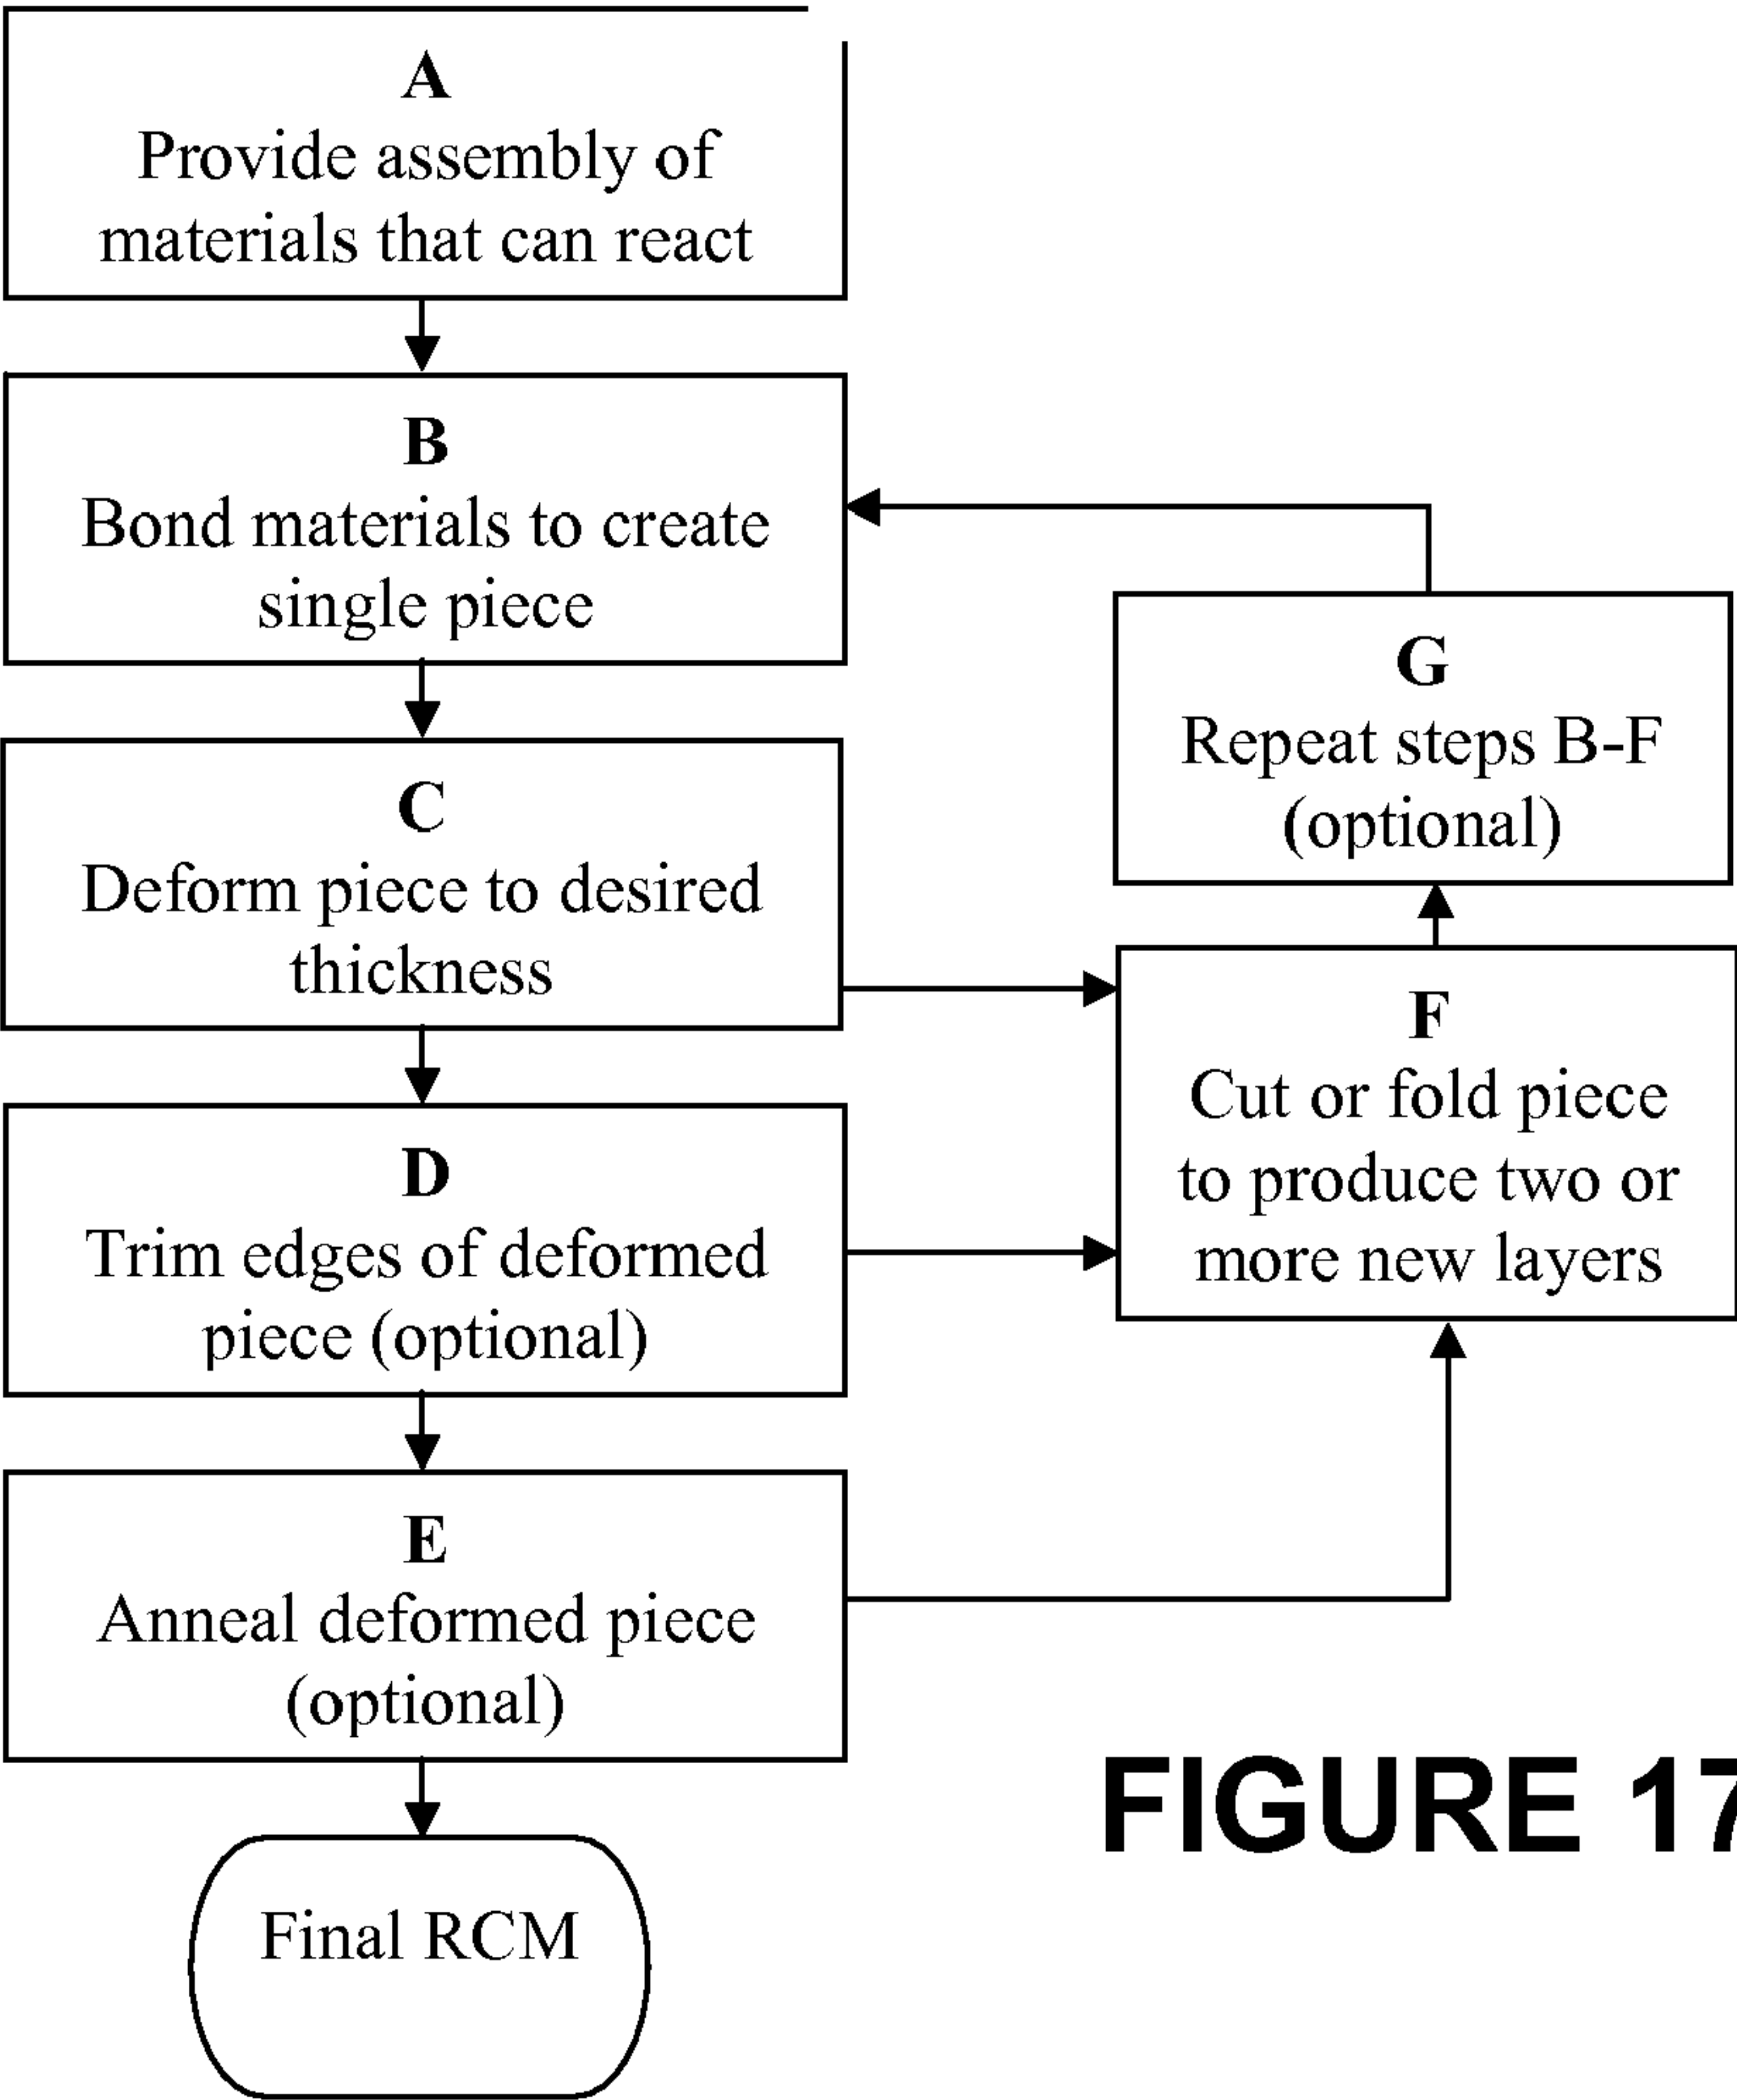 A
Provide assembly of
materials that can react
B
Bond materials to create
single piece
C
Deform piece to desired
thickness
D
Trim edges of deformed
piece (optional)
E
Anneal deformed piece
(optional)
Final RCM
G
Repeat steps B-F
(optional)
F
Cut or fold piece
to produce two or
more new layers
FIGURE 17